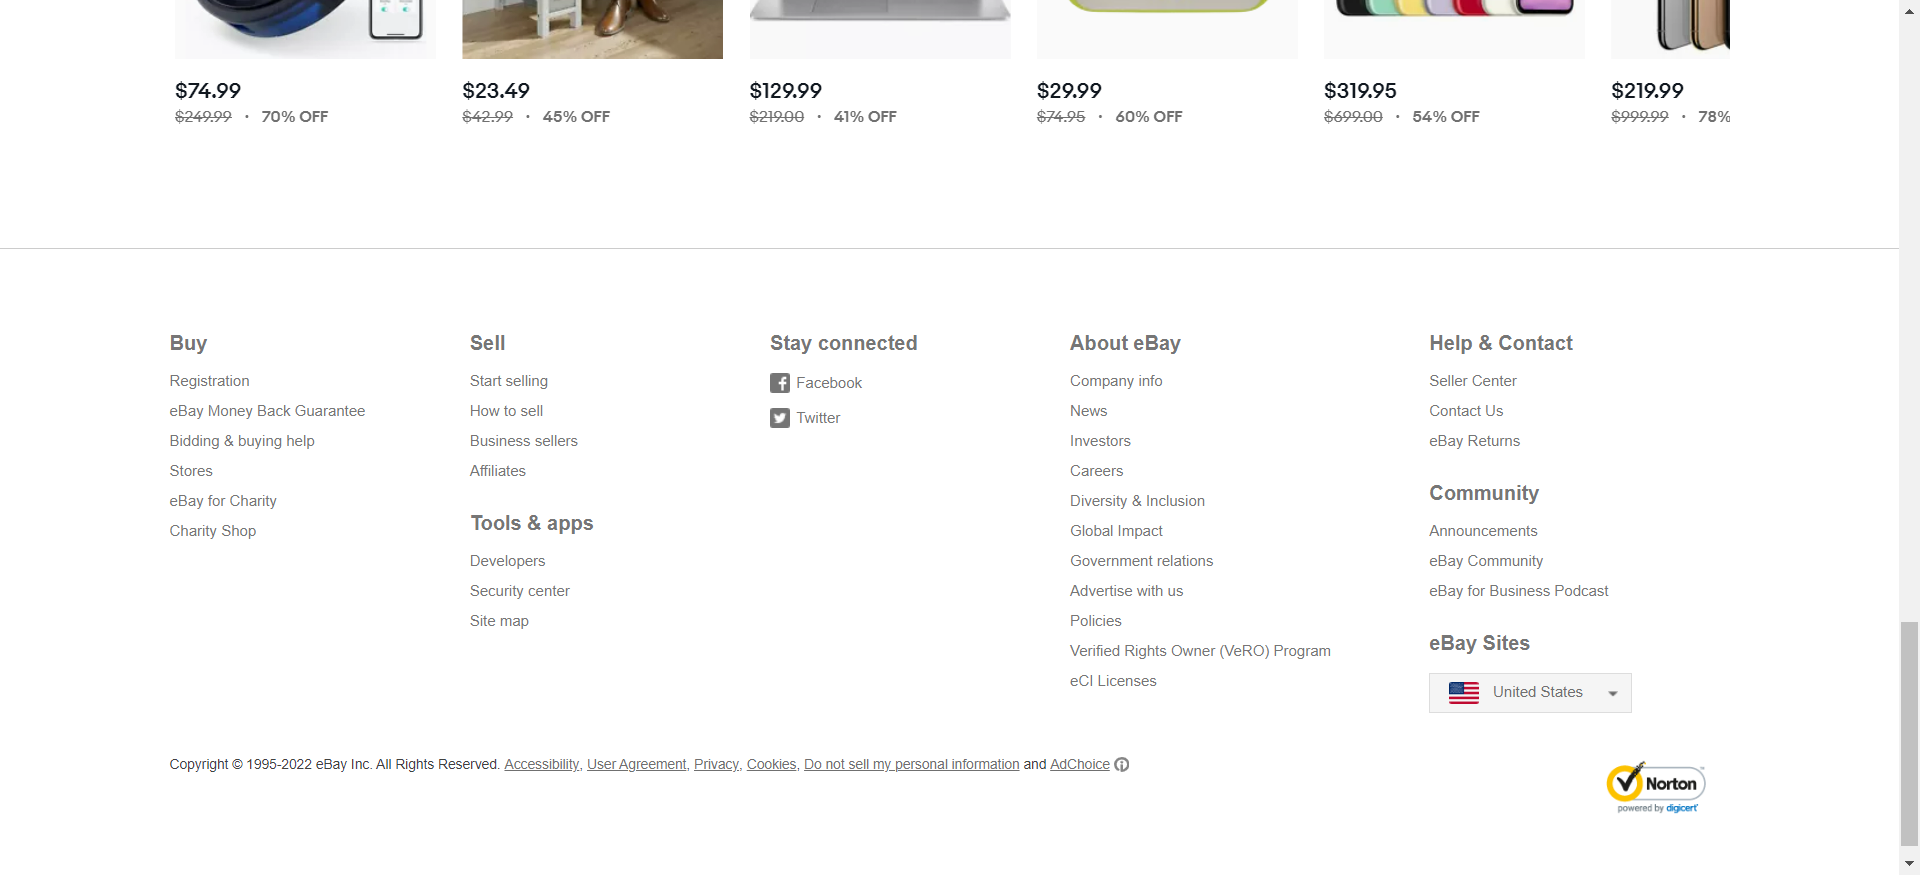 $74.99
$249.99 · 70% OFF
$23.49
$42.99 · 45% OFF
$129.99
$219.00 · 41% OFF
$29.99
$74.95 · 60% OFF
$319.95
$699.00 · 54% OFF
$219.99
$999.99 · 78%
Buy
Registration
eBay Money Back Guarantee
Bidding & buying help
Stores
eBay for Charity
Charity Shop
Sell
Start selling
How to sell
Business sellers
Affiliates
Tools & apps
Developers
Security center
Site map
Stay connected
Facebook
Twitter
About eBay
Company info
News
Investors
Careers
Diversity & Inclusion
Global Impact
Government relations
Advertise with us
Policies
Verified Rights Owner (VeRO) Program
eCI Licenses
Help & Contact
Seller Center
Contact Us
eBay Returns
Community
Announcements
eBay Community
eBay for Business Podcast
eBay Sites
United States
Copyright © 1995-2022 eBay Inc. All Rights Reserved. Accessibility, User Agreement, Privacy, Cookies, Do not sell my personal information and AdChoice
Norton
powered by digicert